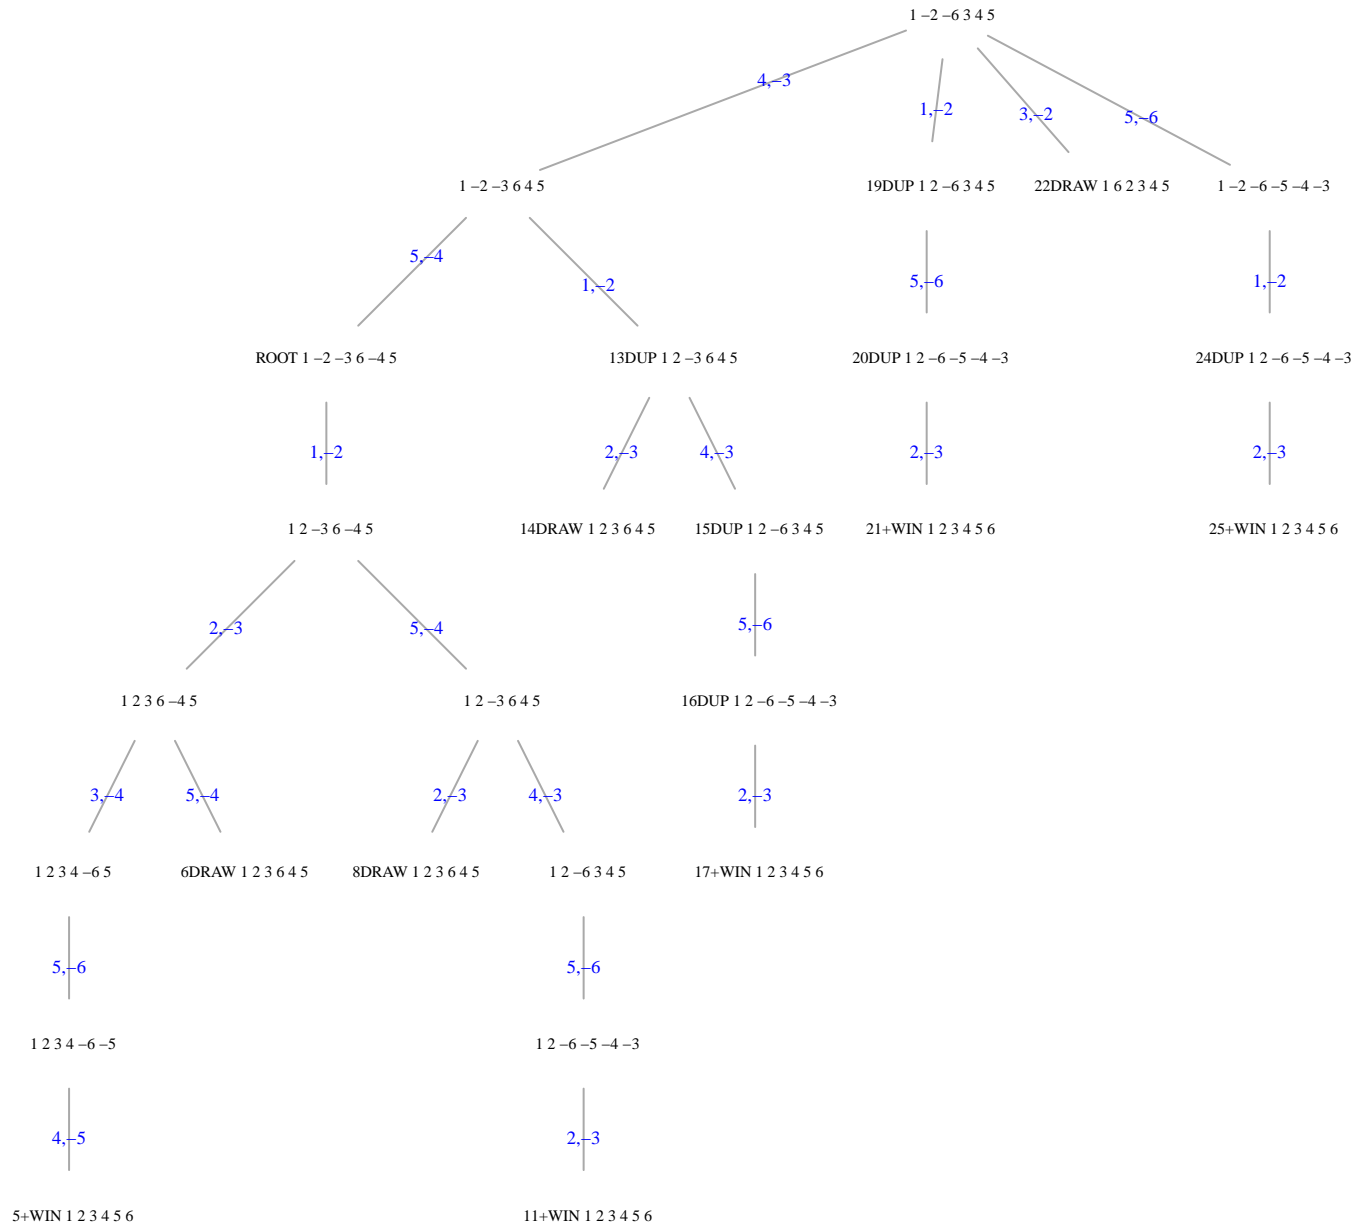 1 –2 –6 3 4 5
4,–3
1,–2
3,–2
5,–6
1 –2 –3 6 4 5
19DUP 1 2 –6 3 4 5
22DRAW 1 6 2 3 4 5
1 –2 –6 –5 –4 –3
5,–4
1,–2
5,–6
1,–2
ROOT 1 –2 –3 6 –4 5
13DUP 1 2 –3 6 4 5
20DUP 1 2 –6 –5 –4 –3
24DUP 1 2 –6 –5 –4 –3
1,–2
2,–3
4,–3
2,–3
2,–3
1 2 –3 6 –4 5
14DRAW 1 2 3 6 4 5
15DUP 1 2 –6 3 4 5
21+WIN 1 2 3 4 5 6
25+WIN 1 2 3 4 5 6
2,–3
5,–4
5,–6
1 2 3 6 –4 5
1 2 –3 6 4 5
16DUP 1 2 –6 –5 –4 –3
3,–4
5,–4
2,–3
4,–3
2,–3
1 2 3 4 –6 5
6DRAW 1 2 3 6 4 5
8DRAW 1 2 3 6 4 5
1 2 –6 3 4 5
17+WIN 1 2 3 4 5 6
5,–6
5,–6
1 2 3 4 –6 –5
1 2 –6 –5 –4 –3
4,–5
2,–3
5+WIN 1 2 3 4 5 6
11+WIN 1 2 3 4 5 6